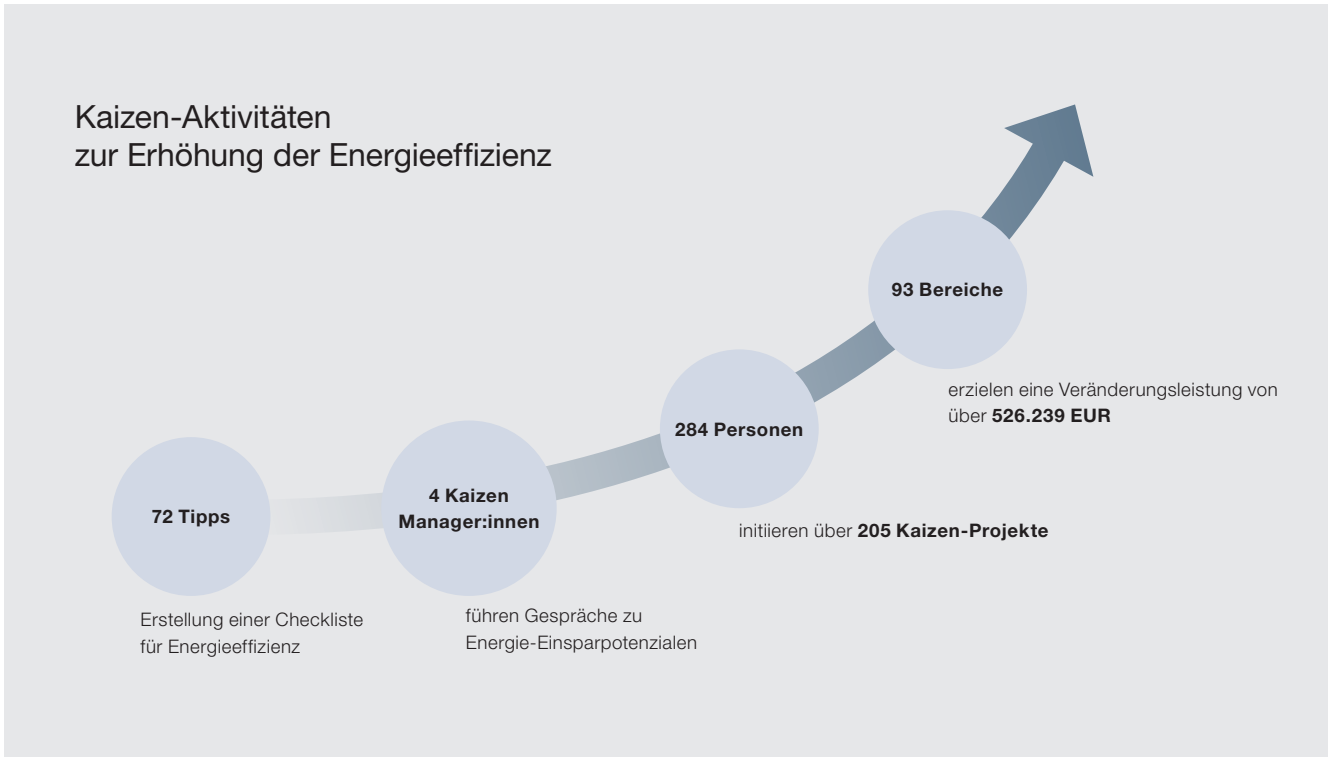 Kaizen-Aktivitäten
zur Erhöhung der Energieeffizienz
72 Tipps
Erstellung einer Checkliste
für Energieeffizienz
4 Kaizen
Manager:innen
führen Gespräche zu
Energie-Einsparpotenzialen
284 Personen
initiieren über 205 Kaizen-Projekte
93 Bereiche
erzielen eine Veränderungsleistung von
über 526.239 EUR